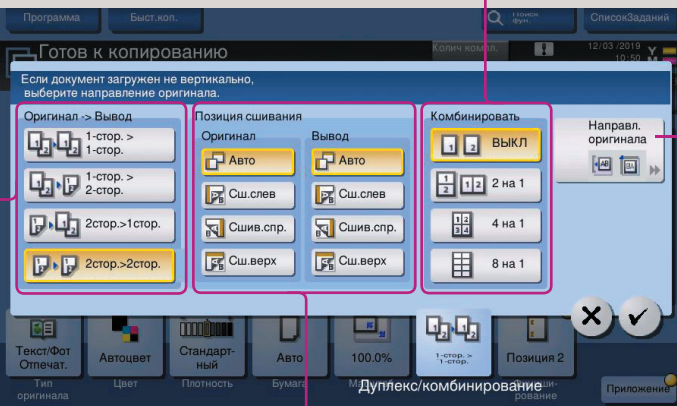 Программа
Быст.коп.
Поиск
фун.
СписокЗаданий
Готов к копированию
Колич компл.
12/03/2019
10:50
Y
M
Если документ загружен не вертикально,
выберите направление оригинала.
Оригинал -> Вывод
1-стор. >
1-стор.
1-стор. >
2-стор.
2стор.>1стор.
2стор.>2стор.
Позиция сшивания
Оригинал
Вывод
Авто
Авто
Сш.слев
Сш.слев
Сшив.спр.
Сшив.спр.
Сш.верх
Сш.верх
Комбинировать
ВЫКЛ
2 на 1
4 на 1
8 на 1
Направл.
оригинала
Текст/Фот
Отпечат.
Автоцвет
Стандарт-
ный
Авто
100.0%
1-стор. >
1-стор.
Позиция 2
Тип
оригинала
Цвет
Плотность
Бумага
Дуплекс/комбинирование
рование
Приложение